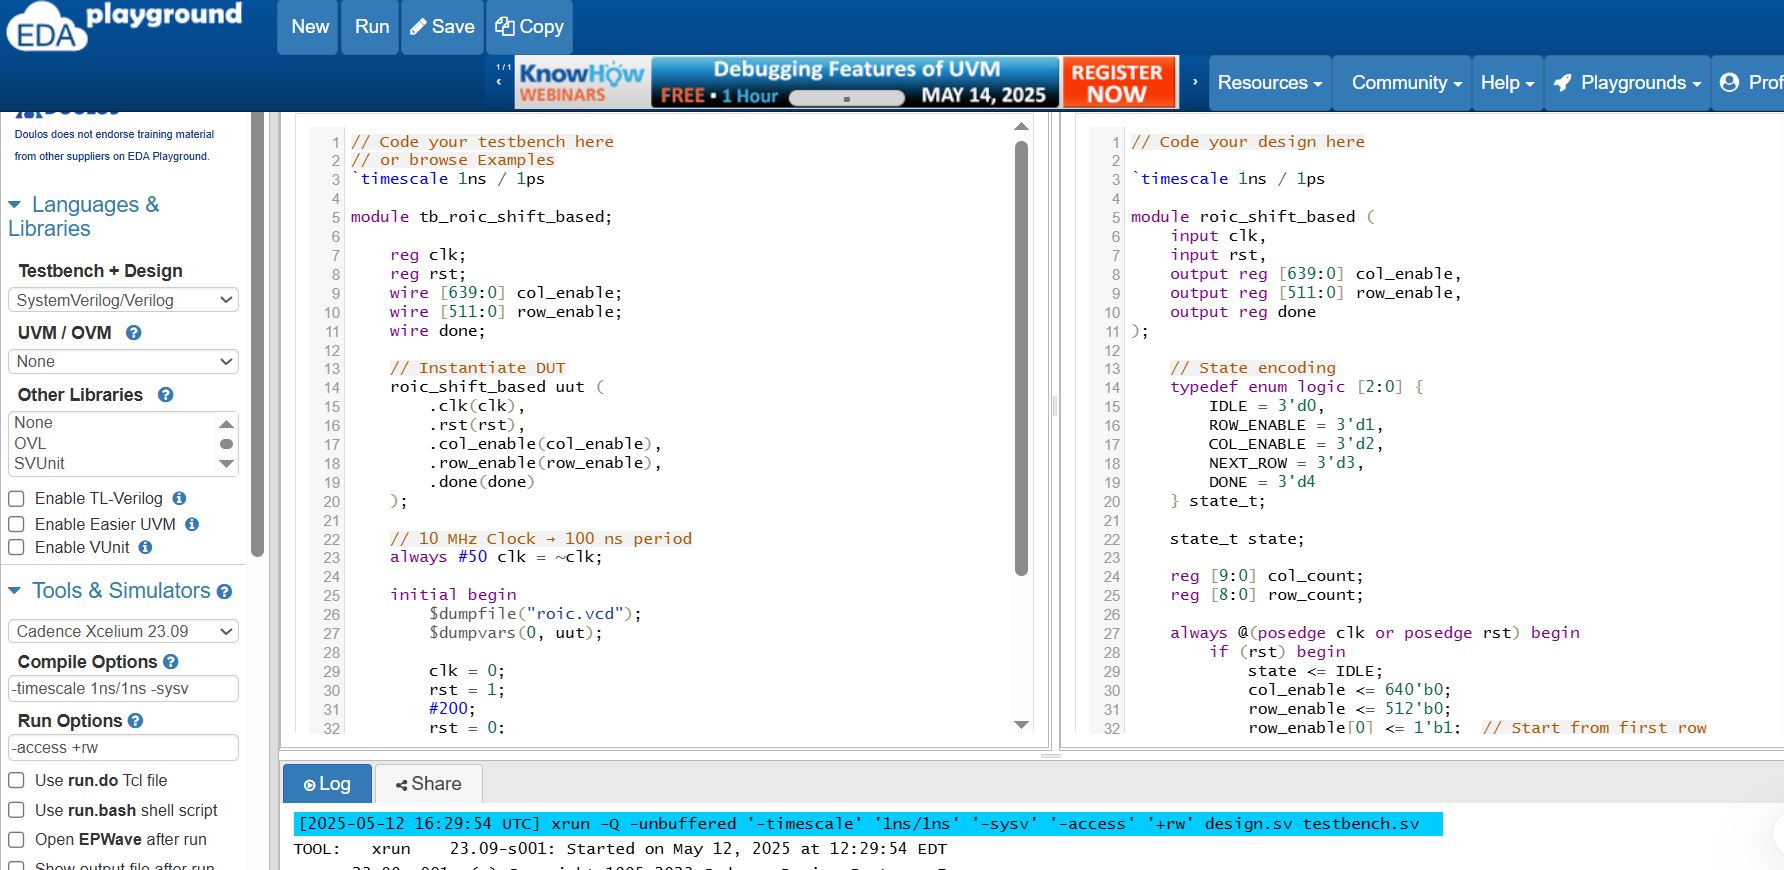 EDA playground
New
Run
Save
Copy
1/1
KnowHow
WEBINARS
Debugging Features of UVM
FREE • 1 Hour
MAY 14, 2025
REGISTER
NOW
Resources
Community
Help
Playgrounds
Prof
Doulos does not endorse training material
from other suppliers on EDA Playground.
Languages &
Libraries
Testbench + Design
SystemVerilog/Verilog
UVM / OVM
None
Other Libraries
None
OVL
SVUnit
Enable TL-Verilog
Enable Easier UVM
Enable VUnit
Tools & Simulators
Cadence Xcelium 23.09
Compile Options
-timescale 1ns/1ns -sysv
Run Options
-access +rw
Use run.do Tcl file
Use run.bash shell script
Open EPWave after run
Show output file after run
1 // Code your testbench here
2 // or browse Examples
3 `timescale 1ns / 1ps
4
5 module tb_roic_shift_based;
6
7 reg clk;
8 reg rst;
9 wire [639:0] col_enable;
10 wire [511:0] row_enable;
11 wire done;
12
13 // Instantiate DUT
14 roic_shift_based uut (
15 .clk(clk),
16 .rst(rst),
17 .col_enable(col_enable),
18 .row_enable(row_enable),
19 .done(done)
20 );
21
22 // 10 MHz Clock → 100 ns period
23 always #50 clk = ~clk;
24
25 initial begin
26 $dumpfile("roic.vcd");
27 $dumpvars(0, uut);
28
29 clk = 0;
30 rst = 1;
31 #200;
32 rst = 0;
1 // Code your design here
2
3 `timescale 1ns / 1ps
4
5 module roic_shift_based (
6 input clk,
7 input rst,
8 output reg [639:0] col_enable,
9 output reg [511:0] row_enable,
10 output reg done
11 );
12
13 // State encoding
14 typedef enum logic [2:0] {
15 IDLE = 3'd0,
16 ROW_ENABLE = 3'd1,
17 COL_ENABLE = 3'd2,
18 NEXT_ROW = 3'd3,
19 DONE = 3'd4
20 } state_t;
21
22 state_t state;
23
24 reg [9:0] col_count;
25 reg [8:0] row_count;
26
27 always @(posedge clk or posedge rst) begin
28 if (rst) begin
29 state <= IDLE;
30 col_enable <= 640'b0;
31 row_enable <= 512'b0;
32 row_enable[0] <= 1'b1; // Start from first row
Log
Share
[2025-05-12 16:29:54 UTC] xrun -Q -unbuffered '-timescale' '1ns/1ns' '-sysv' '-access' '+rw' design.sv testbench.sv
TOOL: xrun 23.09-s001: Started on May 12, 2025 at 12:29:54 EDT